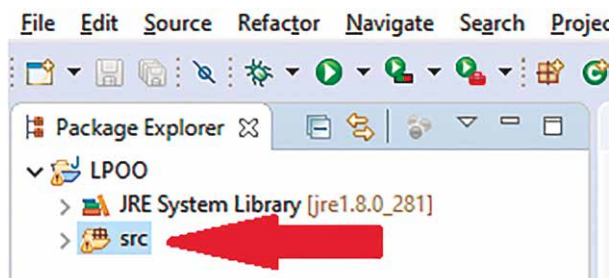 File Edit Source Refactor Navigate Search Projec
Package Explorer
LPOO
JRE System Library [jre1.8.0_281]
src